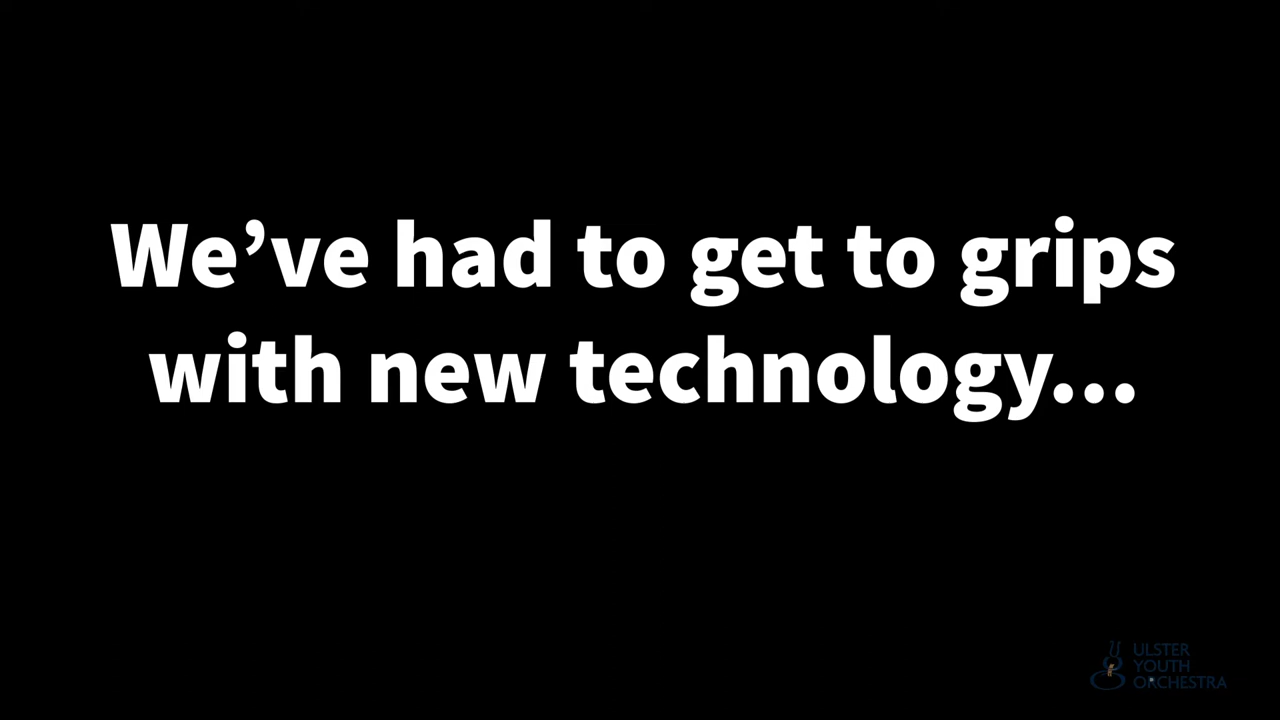 We’ve had to get to grips
with new technology...
ULSTER
YOUTH
ORCHESTRA